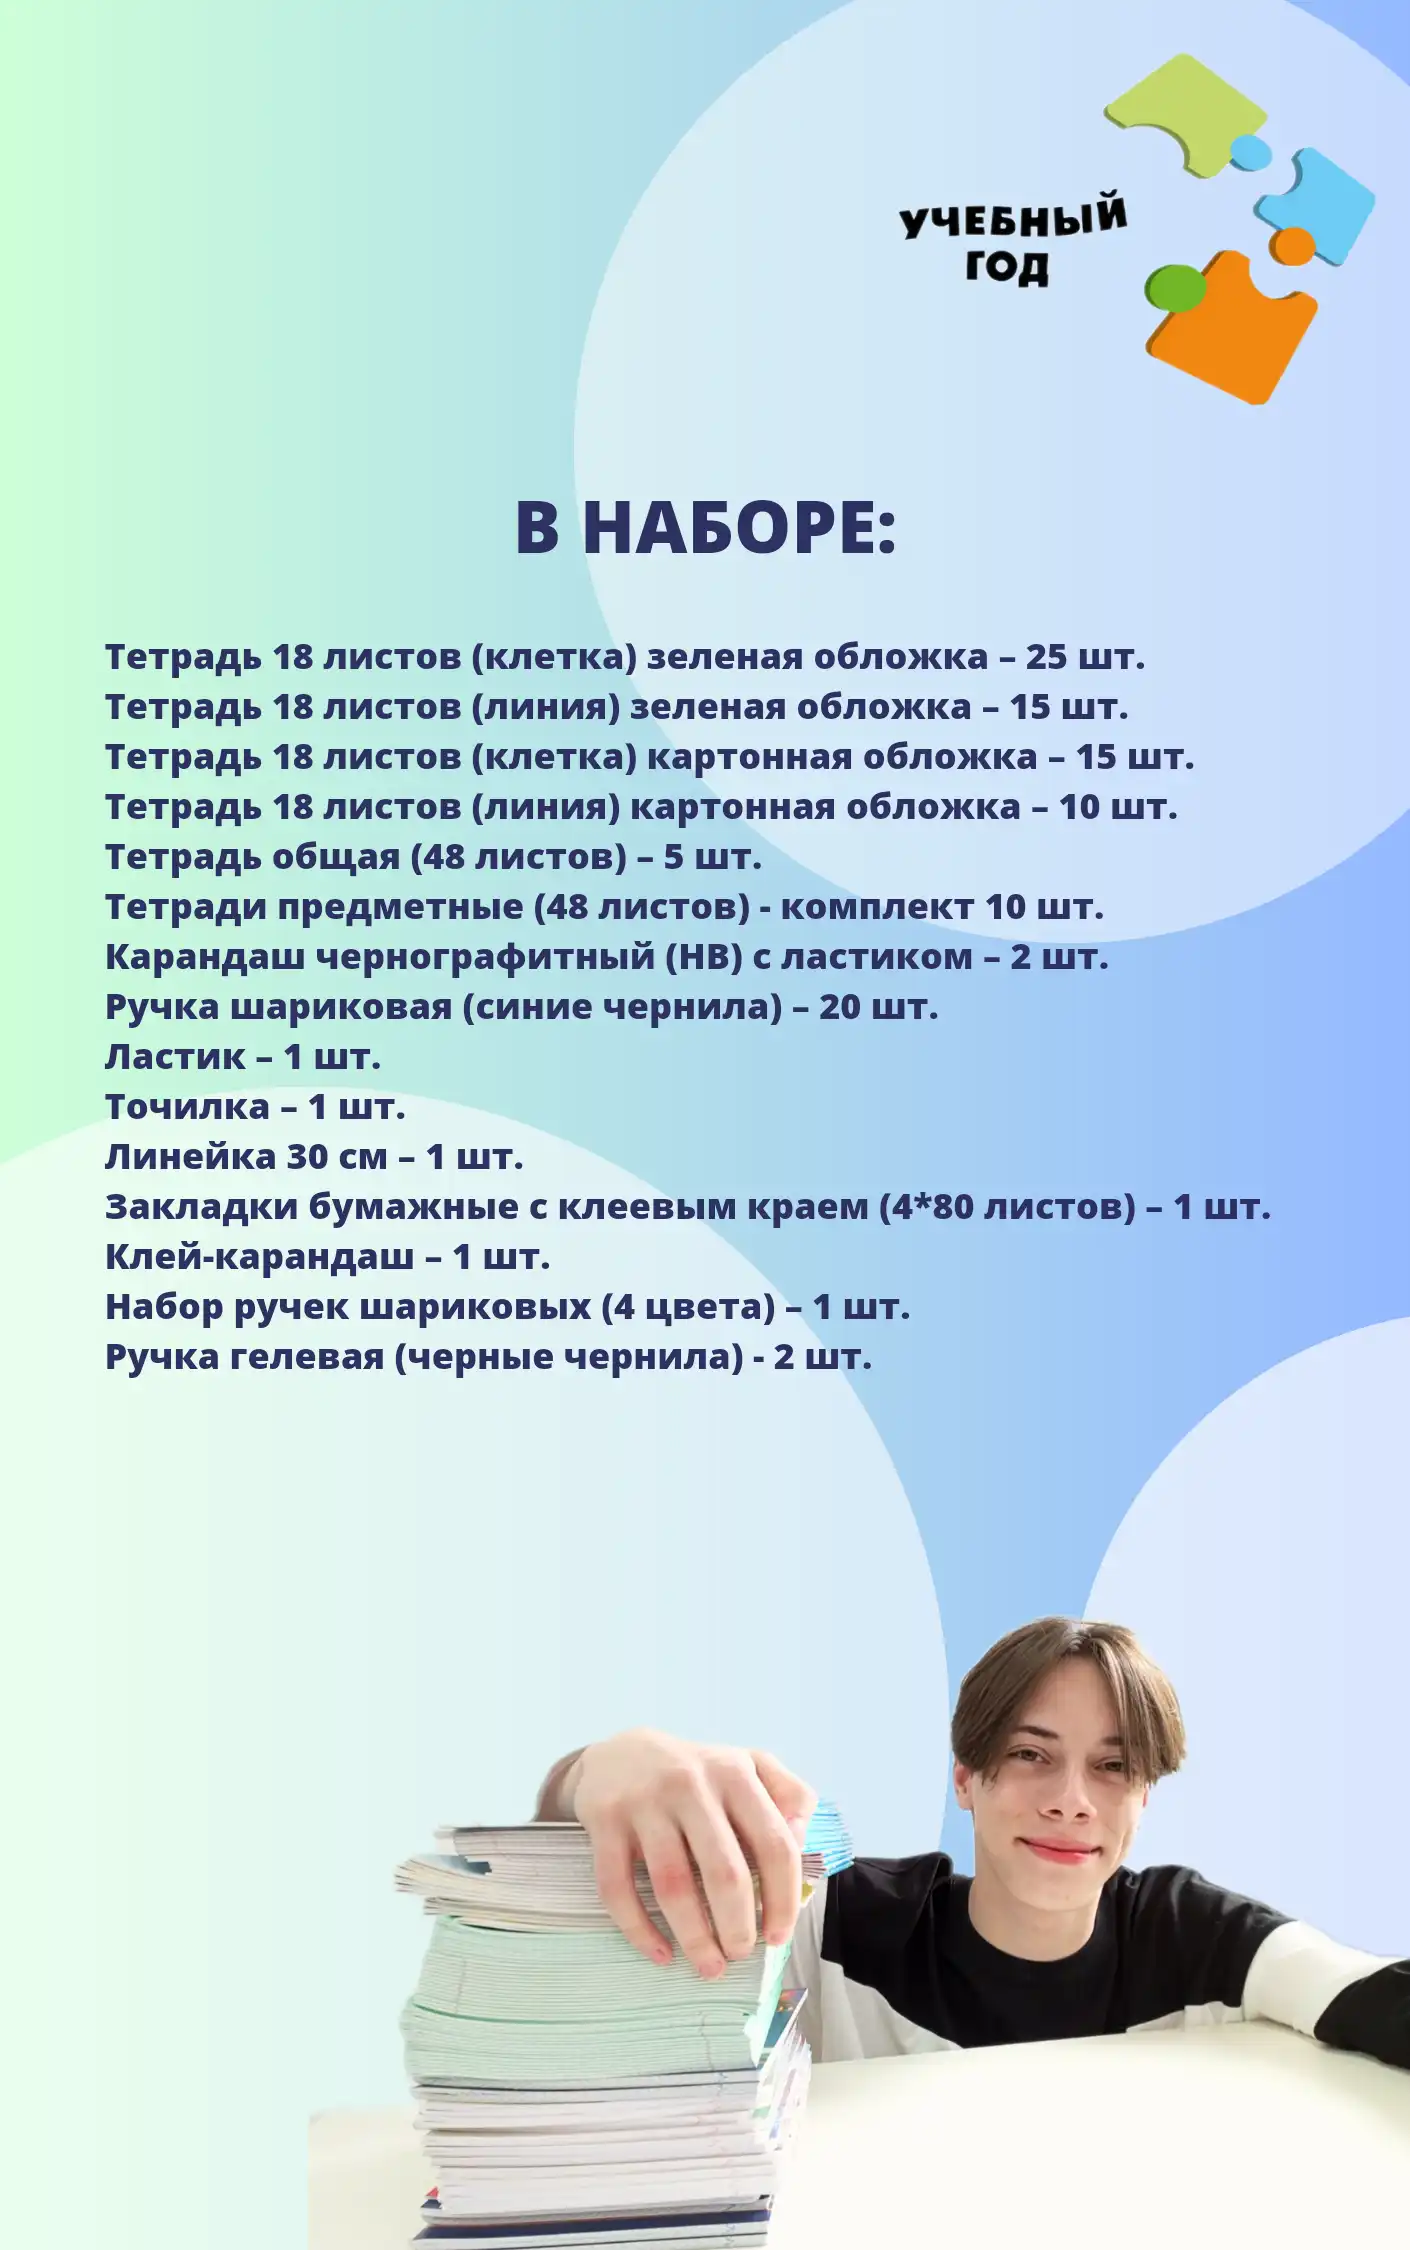 УЧЕБНЫЙ
ГОД
В НАБОРЕ:
Тетрадь 18 листов (клетка) зеленая обложка – 25 шт.
Тетрадь 18 листов (линия) зеленая обложка – 15 шт.
Тетрадь 18 листов (клетка) картонная обложка – 15 шт.
Тетрадь 18 листов (линия) картонная обложка – 10 шт.
Тетрадь общая (48 листов) – 5 шт.
Тетради предметные (48 листов) - комплект 10 шт.
Карандаш чернографитный (НВ) с ластиком – 2 шт.
Ручка шариковая (синие чернила) – 20 шт.
Ластик – 1 шт.
Точилка – 1 шт.
Линейка 30 см – 1 шт.
Закладки бумажные с клеевым краем (4*80 листов) – 1 шт.
Клей-карандаш – 1 шт.
Набор ручек шариковых (4 цвета) – 1 шт.
Ручка гелевая (черные чернила) - 2 шт.